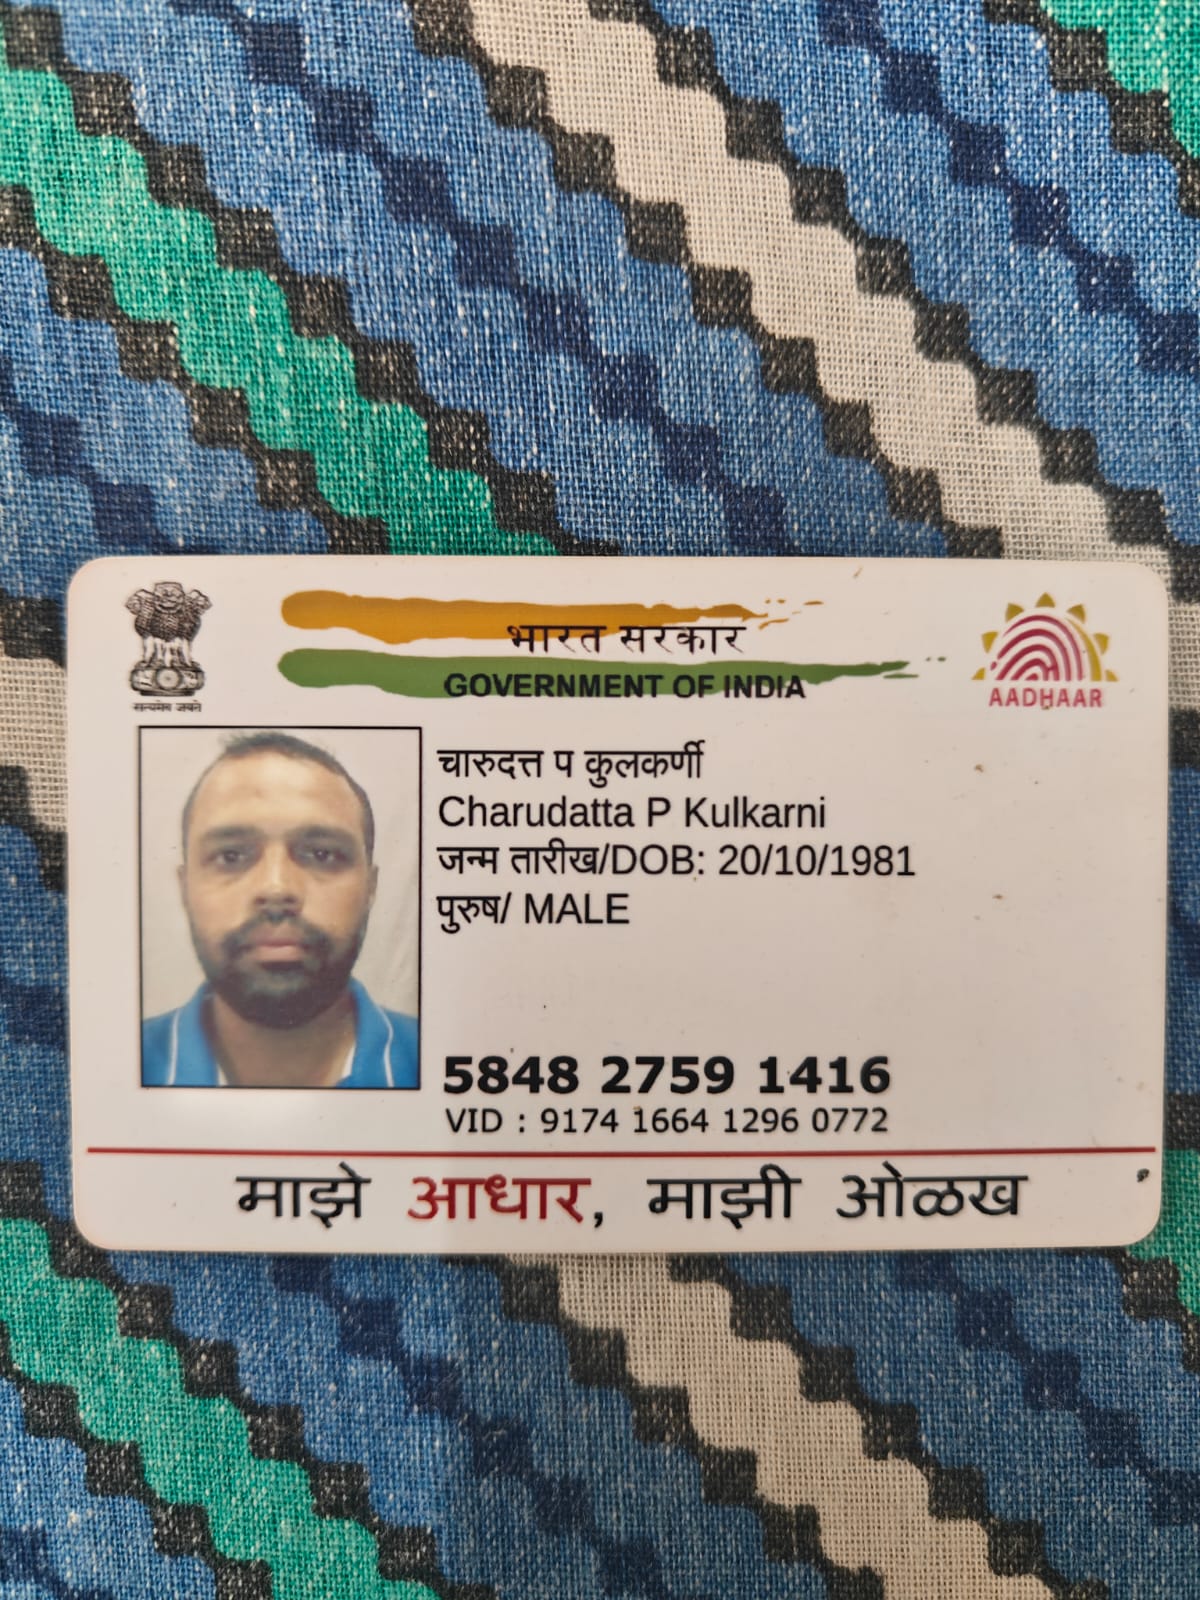 भारत सरकार
GOVERNMENT OF INDIA
सत्यमेव जयते
AADHAAR
चारुदत्त प कुलकर्णी
Charudatta P Kulkarni
जन्म तारीख/DOB: 20/10/1981
पुरुष/ MALE
5848 2759 1416
VID : 9174 1664 1296 0772
माझे आधार, माझी ओळख